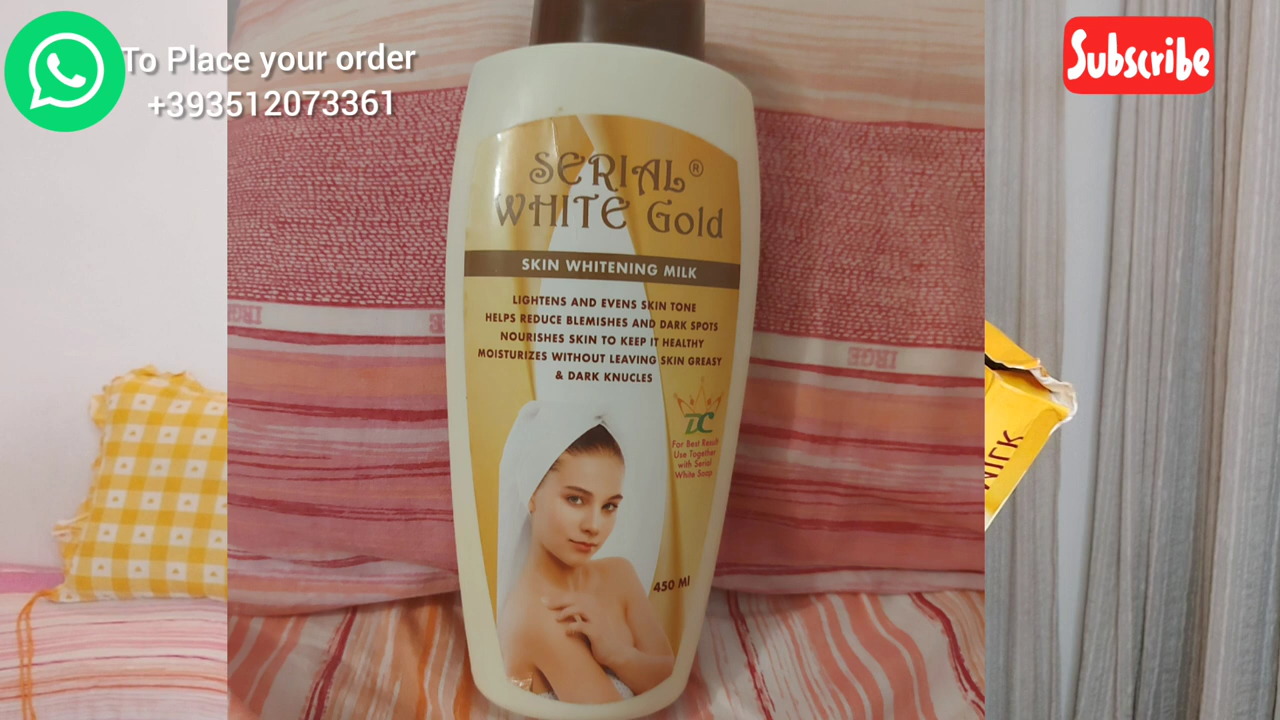 To Place your order
+393512073361
Subscribe
SERIAL®
WHITE Gold
SKIN WHITENING MILK
LIGHTENS AND EVENS SKIN TONE
HELPS REDUCE BLEMISHES AND DARK SPOTS
NOURISHES SKIN TO KEEP IT HEALTHY
MOISTURIZES WITHOUT LEAVING SKIN GREASY
& DARK KNUCLES
DC
For Best Result
Use Together
with Serial
White Soap
450 Ml
MILK